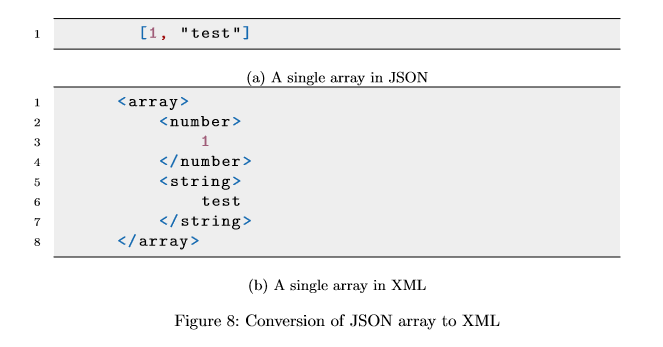 1 [1, "test"]
(a) A single array in JSON
1 <array>
2 <number>
3 1
4 </number>
5 <string>
6 test
7 </string>
8 </array>
(b) A single array in XML
Figure 8: Conversion of JSON array to XML